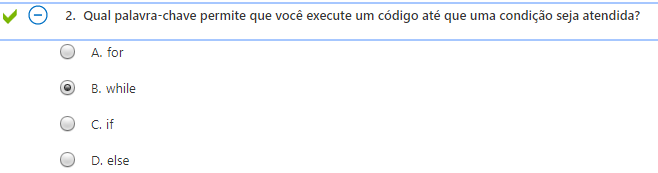 2. Qual palavra-chave permite que você execute um código até que uma condição seja atendida?
A. for
B. while
C. if
D. else